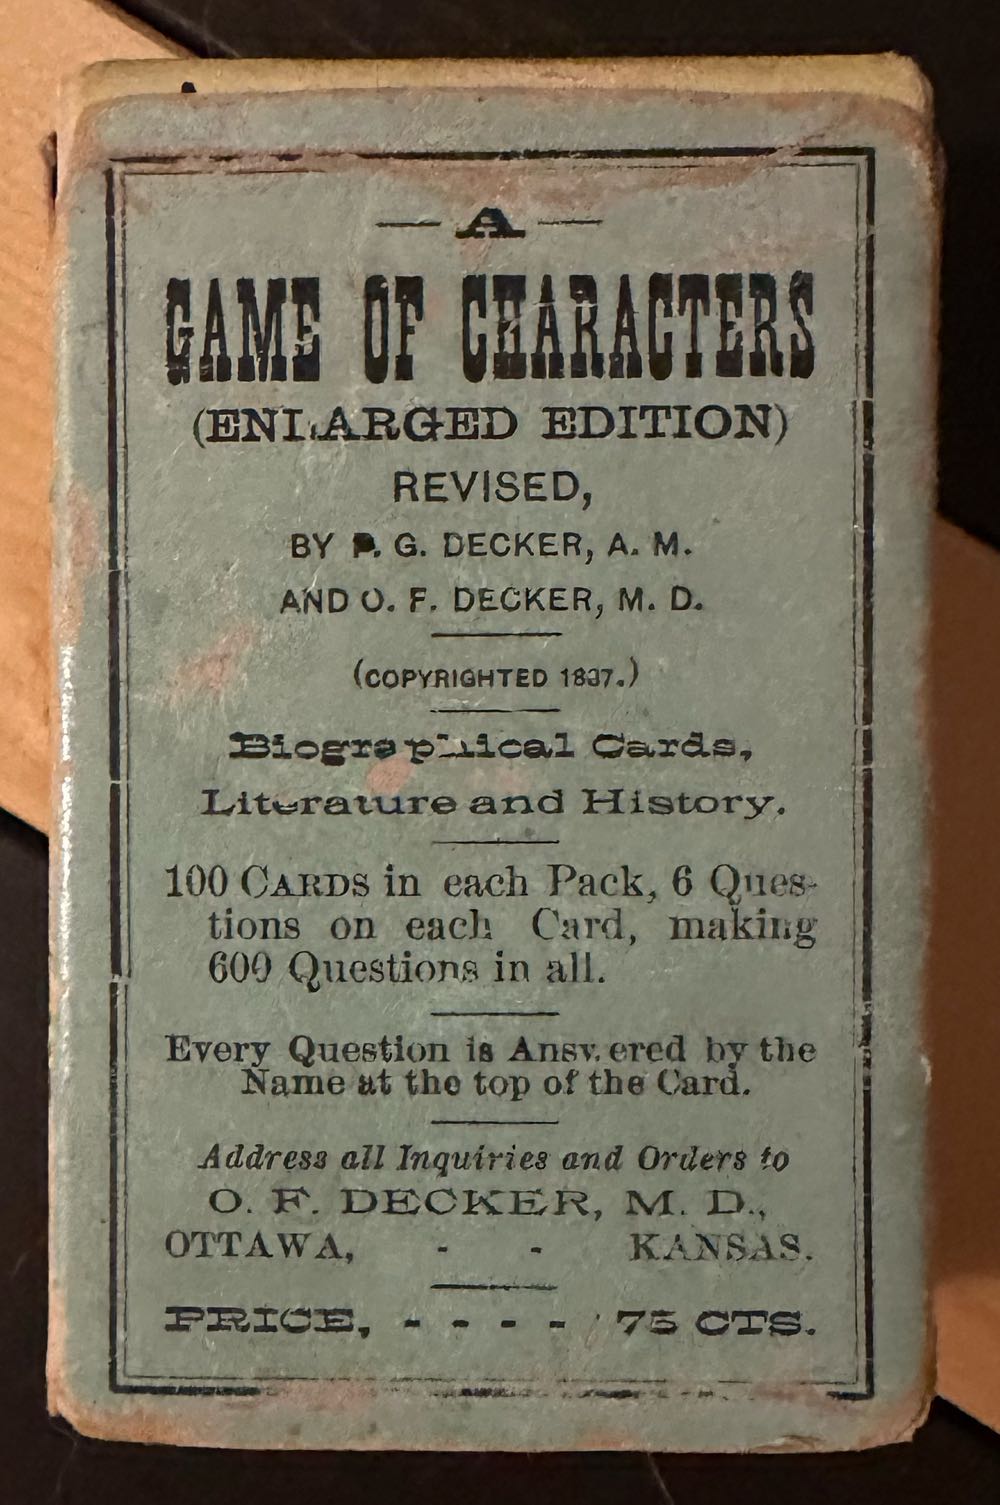 A
GAME OF CHARACTERS
(ENLARGED EDITION)
REVISED,
BY P. G. DECKER, A. M.
AND O. F. DECKER, M. D.
(COPYRIGHTED
Biographical Cards,
Literature and History.
100 CARDS in each Pack, 6 Ques-
tions on each Card, making
600 Questions in all.
Every Question is Answered by the
Name at the top of the Card.
Address all Inquiries and Orders to
O. F. DECKER, M. D.,
OTTAWA, - - KANSAS.
PRICE, - - - - 75 CTS.